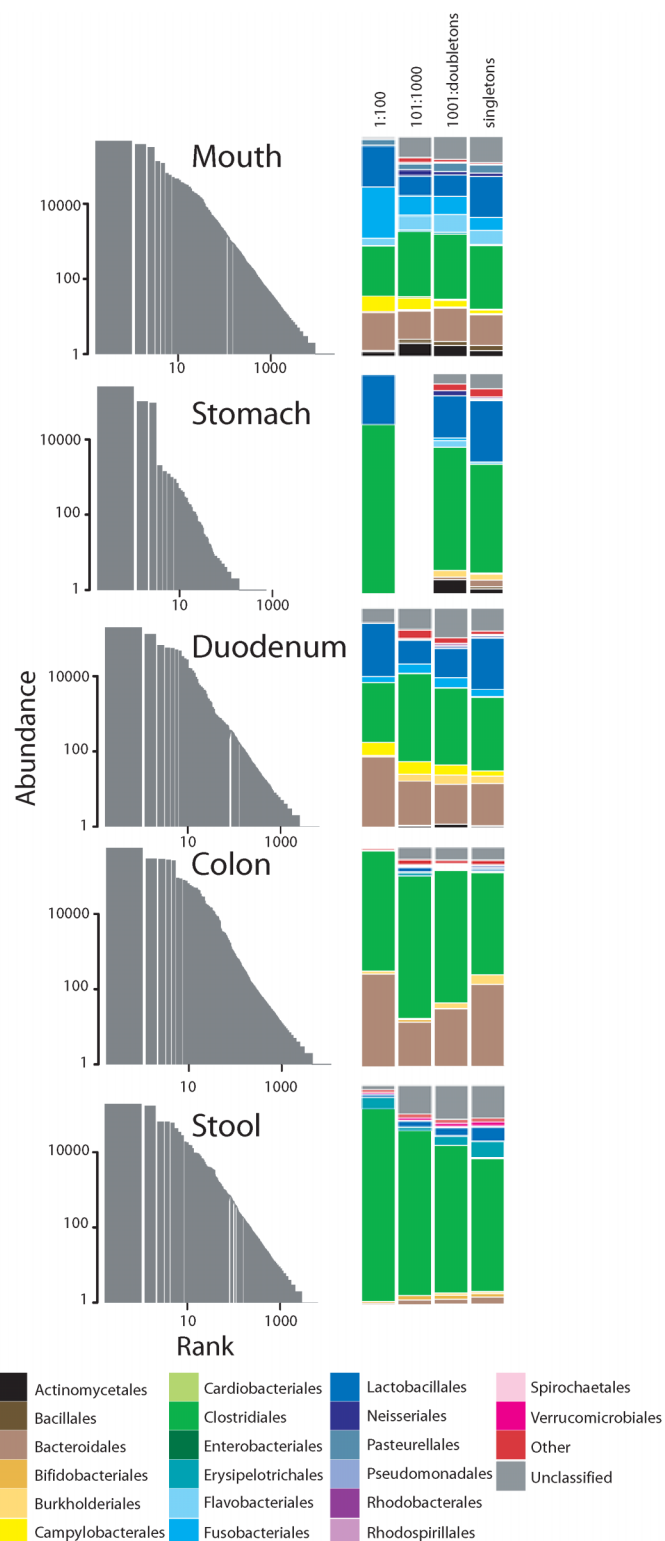 1:100
101:1000
1001:doubletons
singletons
Mouth
10000
100
1
10 1000
Stomach
10000
100
1
10 1000
Duodenum
10000
100
1
10 1000
Colon
10000
100
1
10 1000
Stool
10000
100
1
10 1000
Abundance
Rank
Actinomycetales
Bacillales
Bacteroidales
Bifidobacteriales
Burkholderiales
Campylobacterales
Cardiobacteriales
Clostridiales
Enterobacteriales
Erysipelotrichales
Flavobacteriales
Fusobacteriales
Lactobacillales
Neisseriales
Pasteurellales
Pseudomonadales
Rhodobacterales
Rhodospirillales
Spirochaetales
Verrucomicrobiales
Other
Unclassified